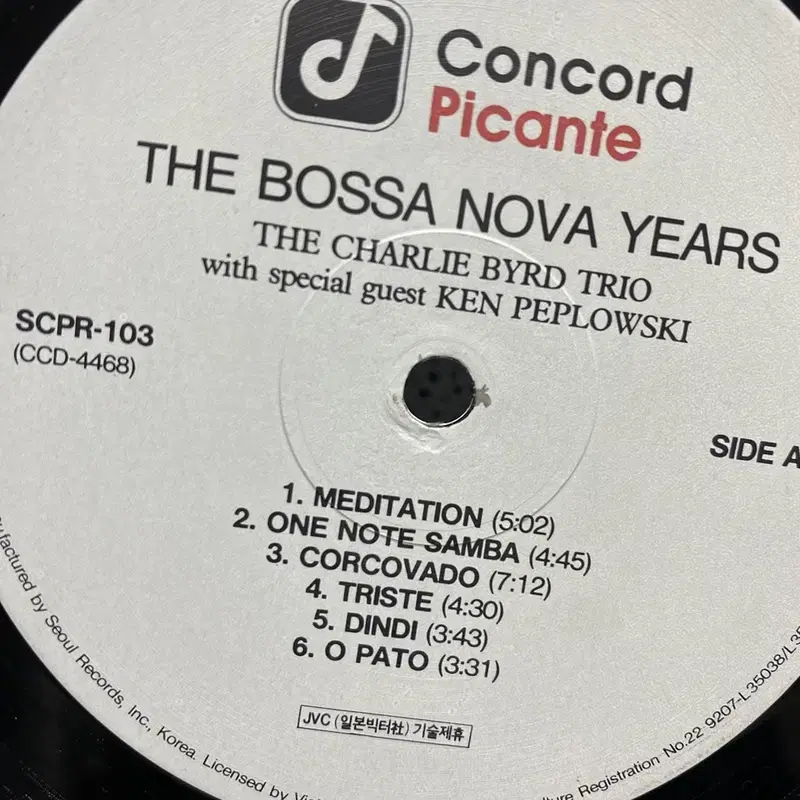 Concord
Picante
THE BOSSA NOVA YEARS
THE CHARLIE BYRD TRIO
with special guest KEN PEPLOWSKI
SCPR-103
(CCD-4468)
SIDE A
1. MEDITATION (5:02)
2. ONE NOTE SAMBA (4:45)
3. CORCOVADO (7:12)
4. TRISTE (4:30)
5. DINDI (3:43)
6. O PATO (3:31)
JVC (일본빅터社) 기술제휴
by Seoul Records, Inc., Korea. Licensed by
Registration No.22 9207-L35038/